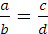 a/b = c/d